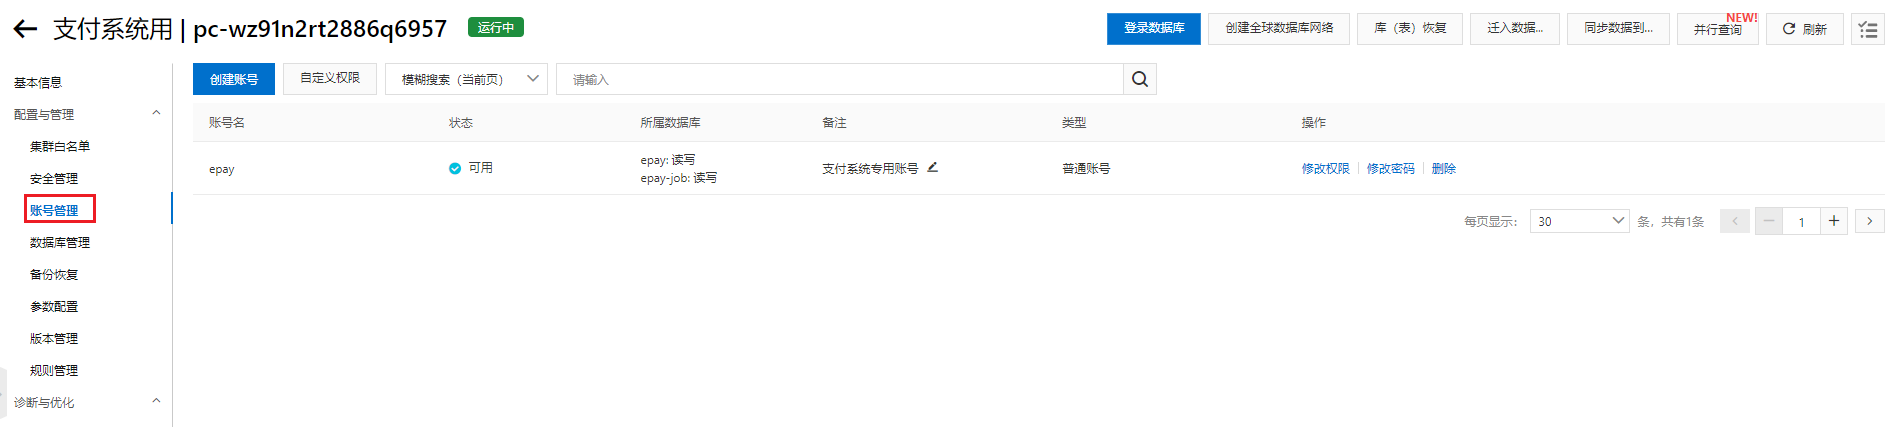 支付系统用 | pc-wz91n2rt2886q6957 运行中
登录数据库 创建全球数据库网络 库（表）恢复 迁入数据... 同步数据到... 并行查询 NEW! 刷新
基本信息
配置与管理
集群白名单
安全管理
账号管理
数据库管理
备份恢复
参数配置
版本管理
规则管理
诊断与优化
创建账号 自定义权限 模糊搜索（当前页） 请输入
账号名 状态 所属数据库 备注 类型 操作
epay 可用 epay: 读写 支付系统专用账号 普通账号 修改权限 修改密码 删除
epay-job: 读写
每页显示： 30 条，共有1条 1